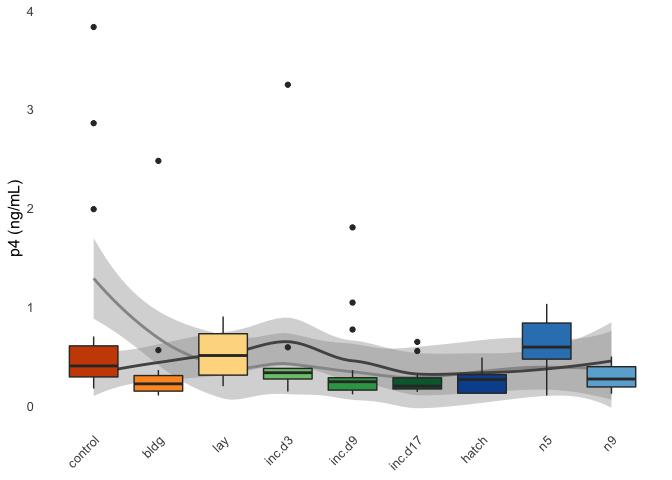 4
3
2
1
0
p4 (ng/mL)
control
bldg
lay
inc.d3
inc.d9
inc.d17
hatch
n5
n9